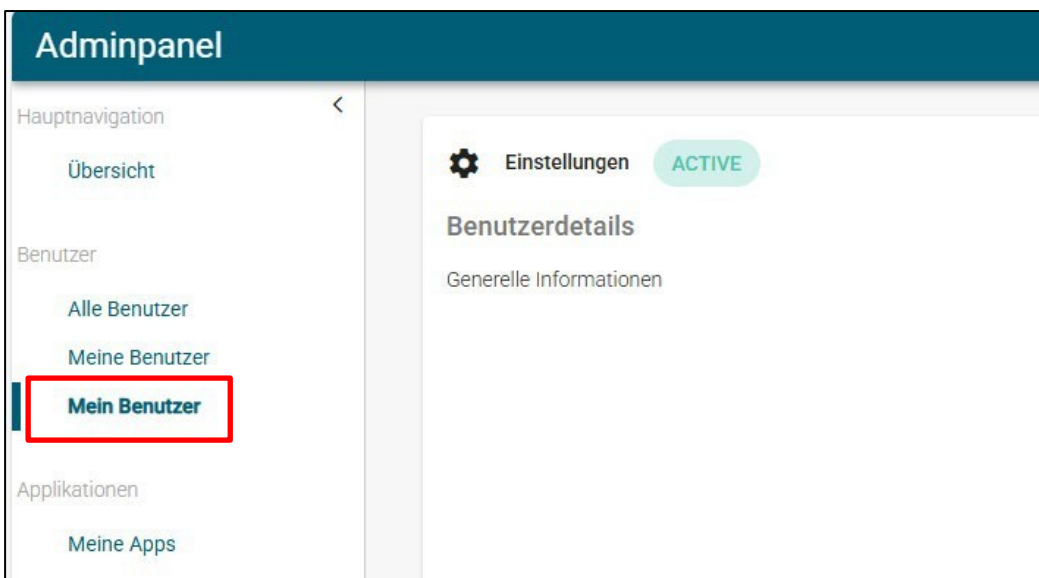 Adminpanel
Hauptnavigation
Übersicht
Benutzer
Alle Benutzer
Meine Benutzer
Mein Benutzer
Applikationen
Meine Apps
Einstellungen ACTIVE
Benutzerdetails
Generelle Informationen